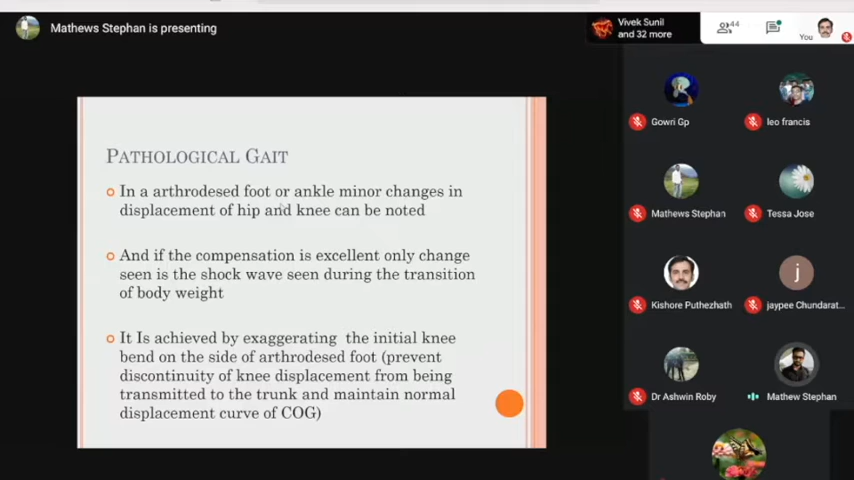 Mathews Stephan is presenting
Vivek Sunil
and 32 more
44
You
PATHOLOGICAL GAIT
In a arthrodesed foot or ankle minor changes in
displacement of hip and knee can be noted
And if the compensation is excellent only change
seen is the shock wave seen during the transition
of body weight
It Is achieved by exaggerating the initial knee
bend on the side of arthrodesed foot (prevent
discontinuity of knee displacement from being
transmitted to the trunk and maintain normal
displacement curve of COG)
Gowri Gp
leo francis
Mathews Stephan
Tessa Jose
j
Kishore Puthezhath
jaypee Chundarat...
Dr Ashwin Roby
Mathew Stephan